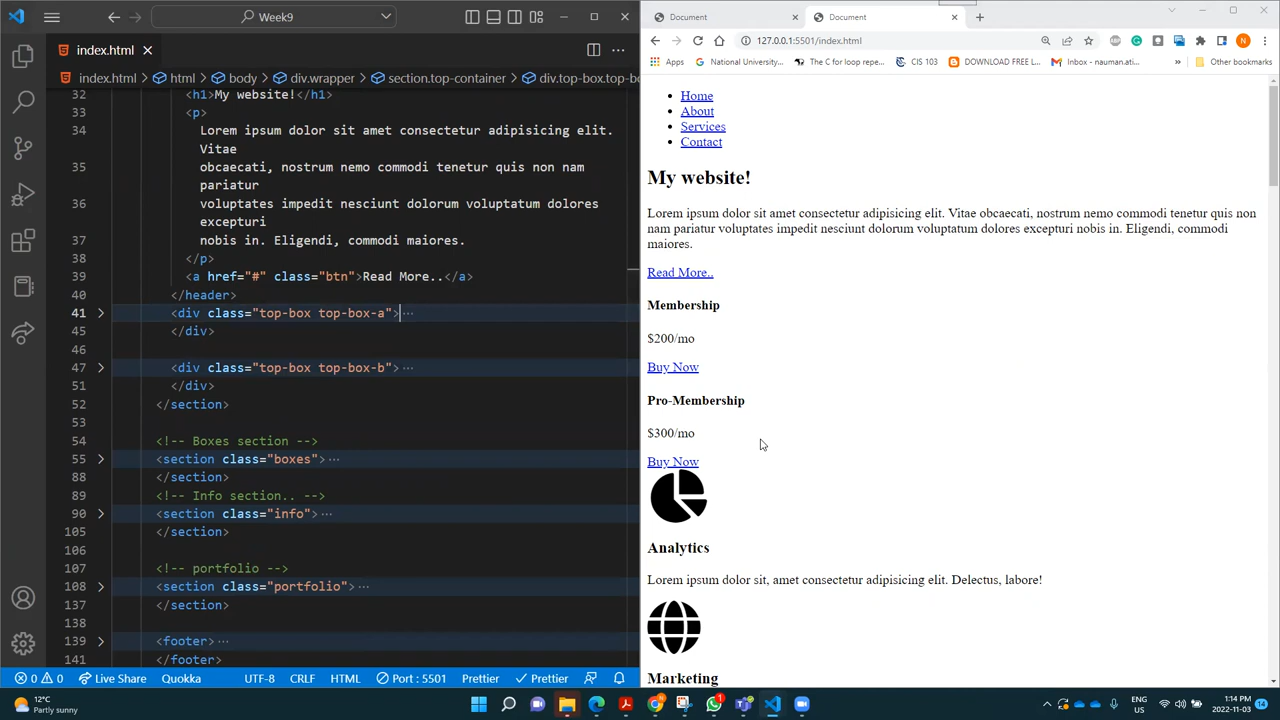 Week9
index.html
index.html > html > body > div.wrapper > section.top-container > div.top-box.top-bo
32 <h1>My website!</h1>
33 <p>
34 Lorem ipsum dolor sit amet consectetur adipisicing elit.
Vitae
35 obcaecati, nostrum nemo commodi tenetur quis non nam
pariatur
36 voluptates impedit nesciunt dolorum voluptatum dolores
excepturi
37 nobis in. Eligendi, commodi maiores.
38 </p>
39 <a href="#" class="btn">Read More..</a>
40 </header>
41 <div class="top-box top-box-a">…
45 </div>
46
47 <div class="top-box top-box-b">…
51 </div>
52 </section>
53
54 <!-- Boxes section -->
55 <section class="boxes">…
88 </section>
89 <!-- Info section.. -->
90 <section class="info">…
105 </section>
106
107 <!-- portfolio -->
108 <section class="portfolio">…
137 </section>
138
139 <footer>…
141 </footer>
0 0 Live Share UTF-8 CRLF HTML Port : 5501 Quokka Prettier Prettier
Document Document
127.0.0.1:5501/index.html
Apps National University... The C for loop repe... CIS 103 DOWNLOAD FREE L... Inbox - nauman.ati... » Other bookmarks
Home
About
Services
Contact
My website!
Lorem ipsum dolor sit amet consectetur adipisicing elit. Vitae obcaecati, nostrum nemo commodi tenetur quis non
nam pariatur voluptates impedit nesciunt dolorum voluptatum dolores excepturi nobis in. Eligendi, commodi
maiores.
Read More..
Membership
$200/mo
Buy Now
Pro-Membership
$300/mo
Buy Now
Analytics
Lorem ipsum dolor sit, amet consectetur adipisicing elit. Delectus, labore!
Marketing
12°C
Partly sunny
ENG
US
1:14 PM
2022-11-03